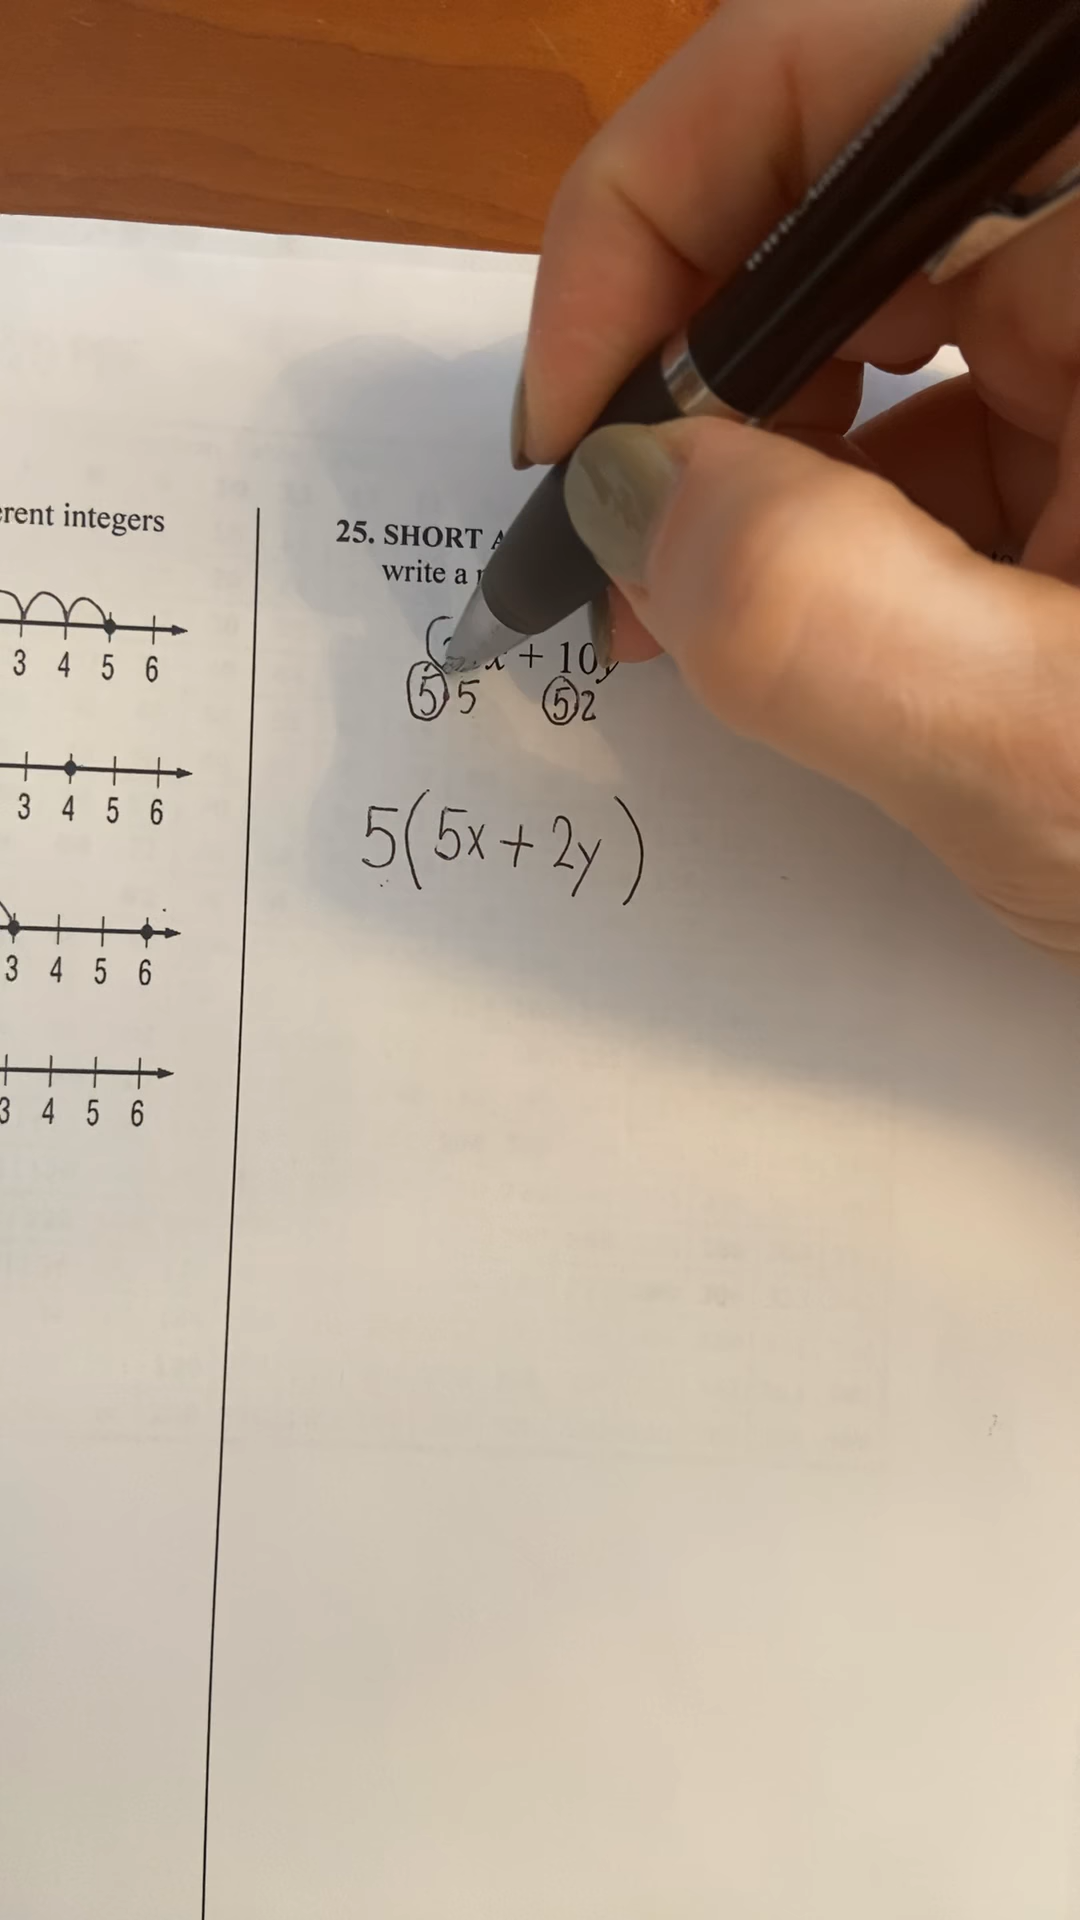 erent integers
3 4 5 6
3 4 5 6
3 4 5 6
3 4 5 6
25. SHORT
write a
x + 10y
5 5 5 2
5(5x + 2y)